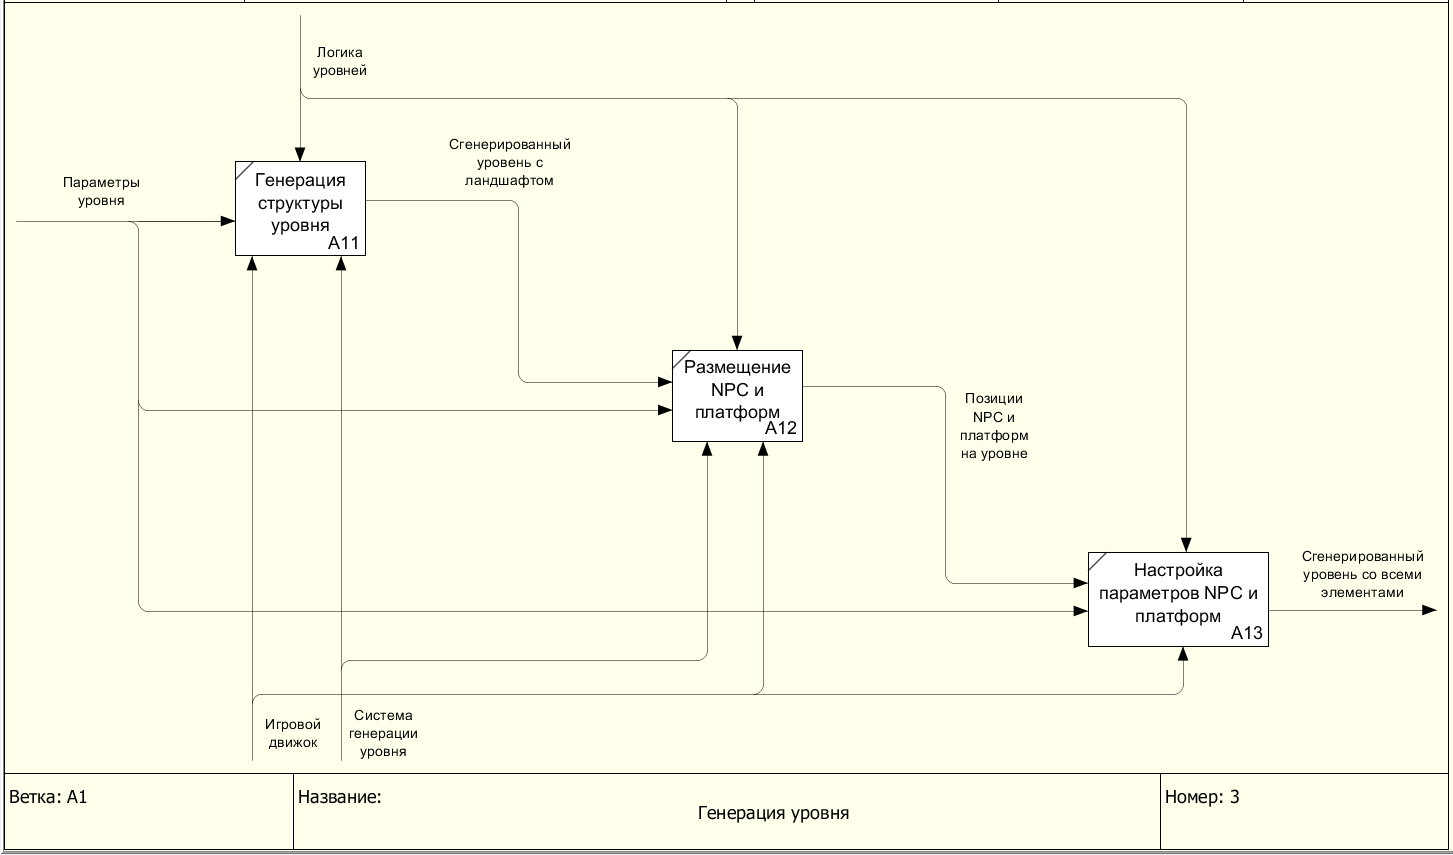 Логика
уровней
Сгенерированный
уровень с
ландшафтом
Параметры
уровня
Генерация
структуры
уровня
A11
Размещение
NPC и
платформ
A12
Позиции
NPC и
платформ
на уровне
Настройка
параметров NPC и
платформ
A13
Сгенерированный
уровень со всеми
элементами
Игровой
движок
Система
генерации
уровня
Ветка: A1
Название:
Генерация уровня
Номер: 3